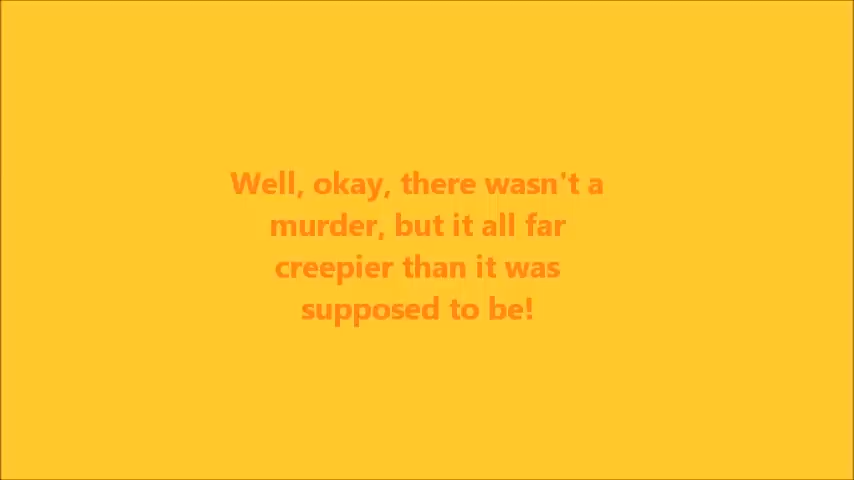 Well, okay, there wasn't a
murder, but it all far
creepier than it was
supposed to be!